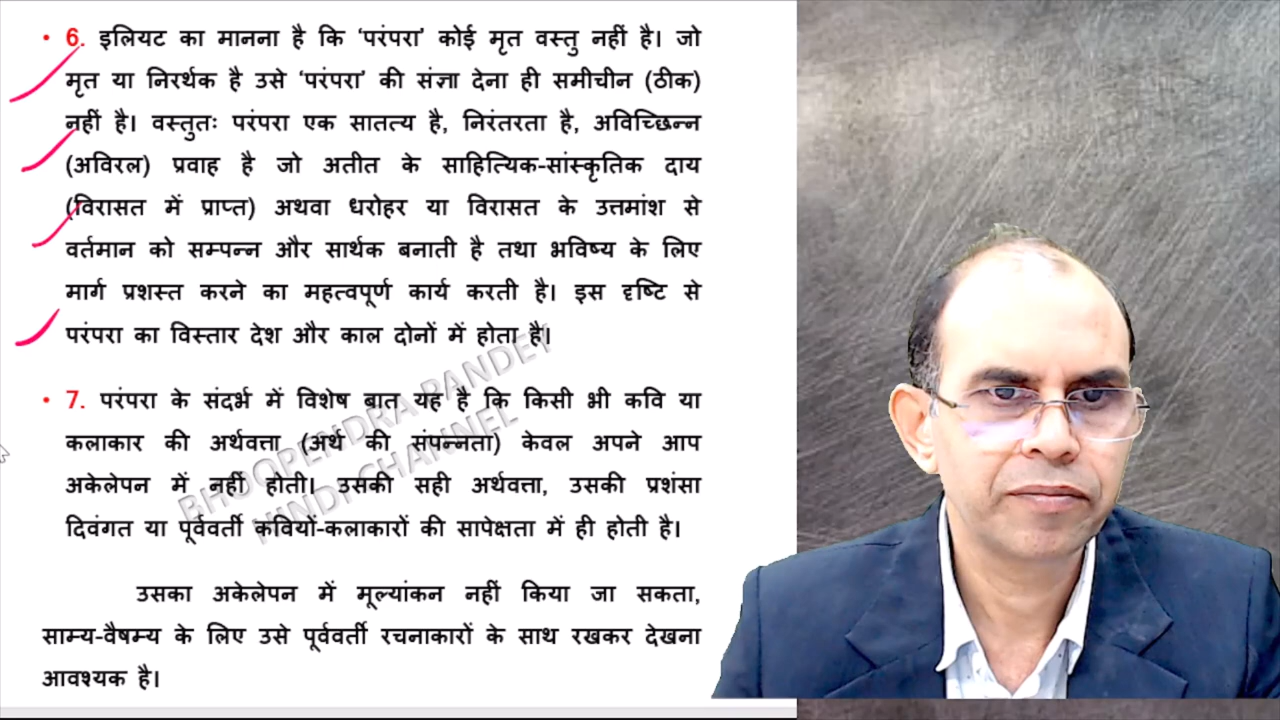 • 6. इलियट का मानना है कि ‘परंपरा’ कोई मृत वस्तु नहीं है। जो
मृत या निरर्थक है उसे ‘परंपरा’ की संज्ञा देना ही समीचीन (ठीक)
नहीं है। वस्तुतः परंपरा एक सातत्य है, निरंतरता है, अविच्छिन्न
(अविरल) प्रवाह है जो अतीत के साहित्यिक-सांस्कृतिक दाय
(विरासत में प्राप्त) अथवा धरोहर या विरासत के उत्तमांश से
वर्तमान को सम्पन्न और सार्थक बनाती है तथा भविष्य के लिए
मार्ग प्रशस्त करने का महत्वपूर्ण कार्य करती है। इस दृष्टि से
परंपरा का विस्तार देश और काल दोनों में होता है।
• 7. परंपरा के संदर्भ में विशेष बात यह है कि किसी भी कवि या
कलाकार की अर्थवत्ता (अर्थ की संपन्नता) केवल अपने आप
अकेलेपन में नहीं होती। उसकी सही अर्थवत्ता, उसकी प्रशंसा
दिवंगत या पूर्ववर्ती कवियों-कलाकारों की सापेक्षता में ही होती है।
उसका अकेलेपन में मूल्यांकन नहीं किया जा सकता,
साम्य-वैषम्य के लिए उसे पूर्ववर्ती रचनाकारों के साथ रखकर देखना
आवश्यक है।
BHOOPENDRA PANDEY
HINDI CHANNEL